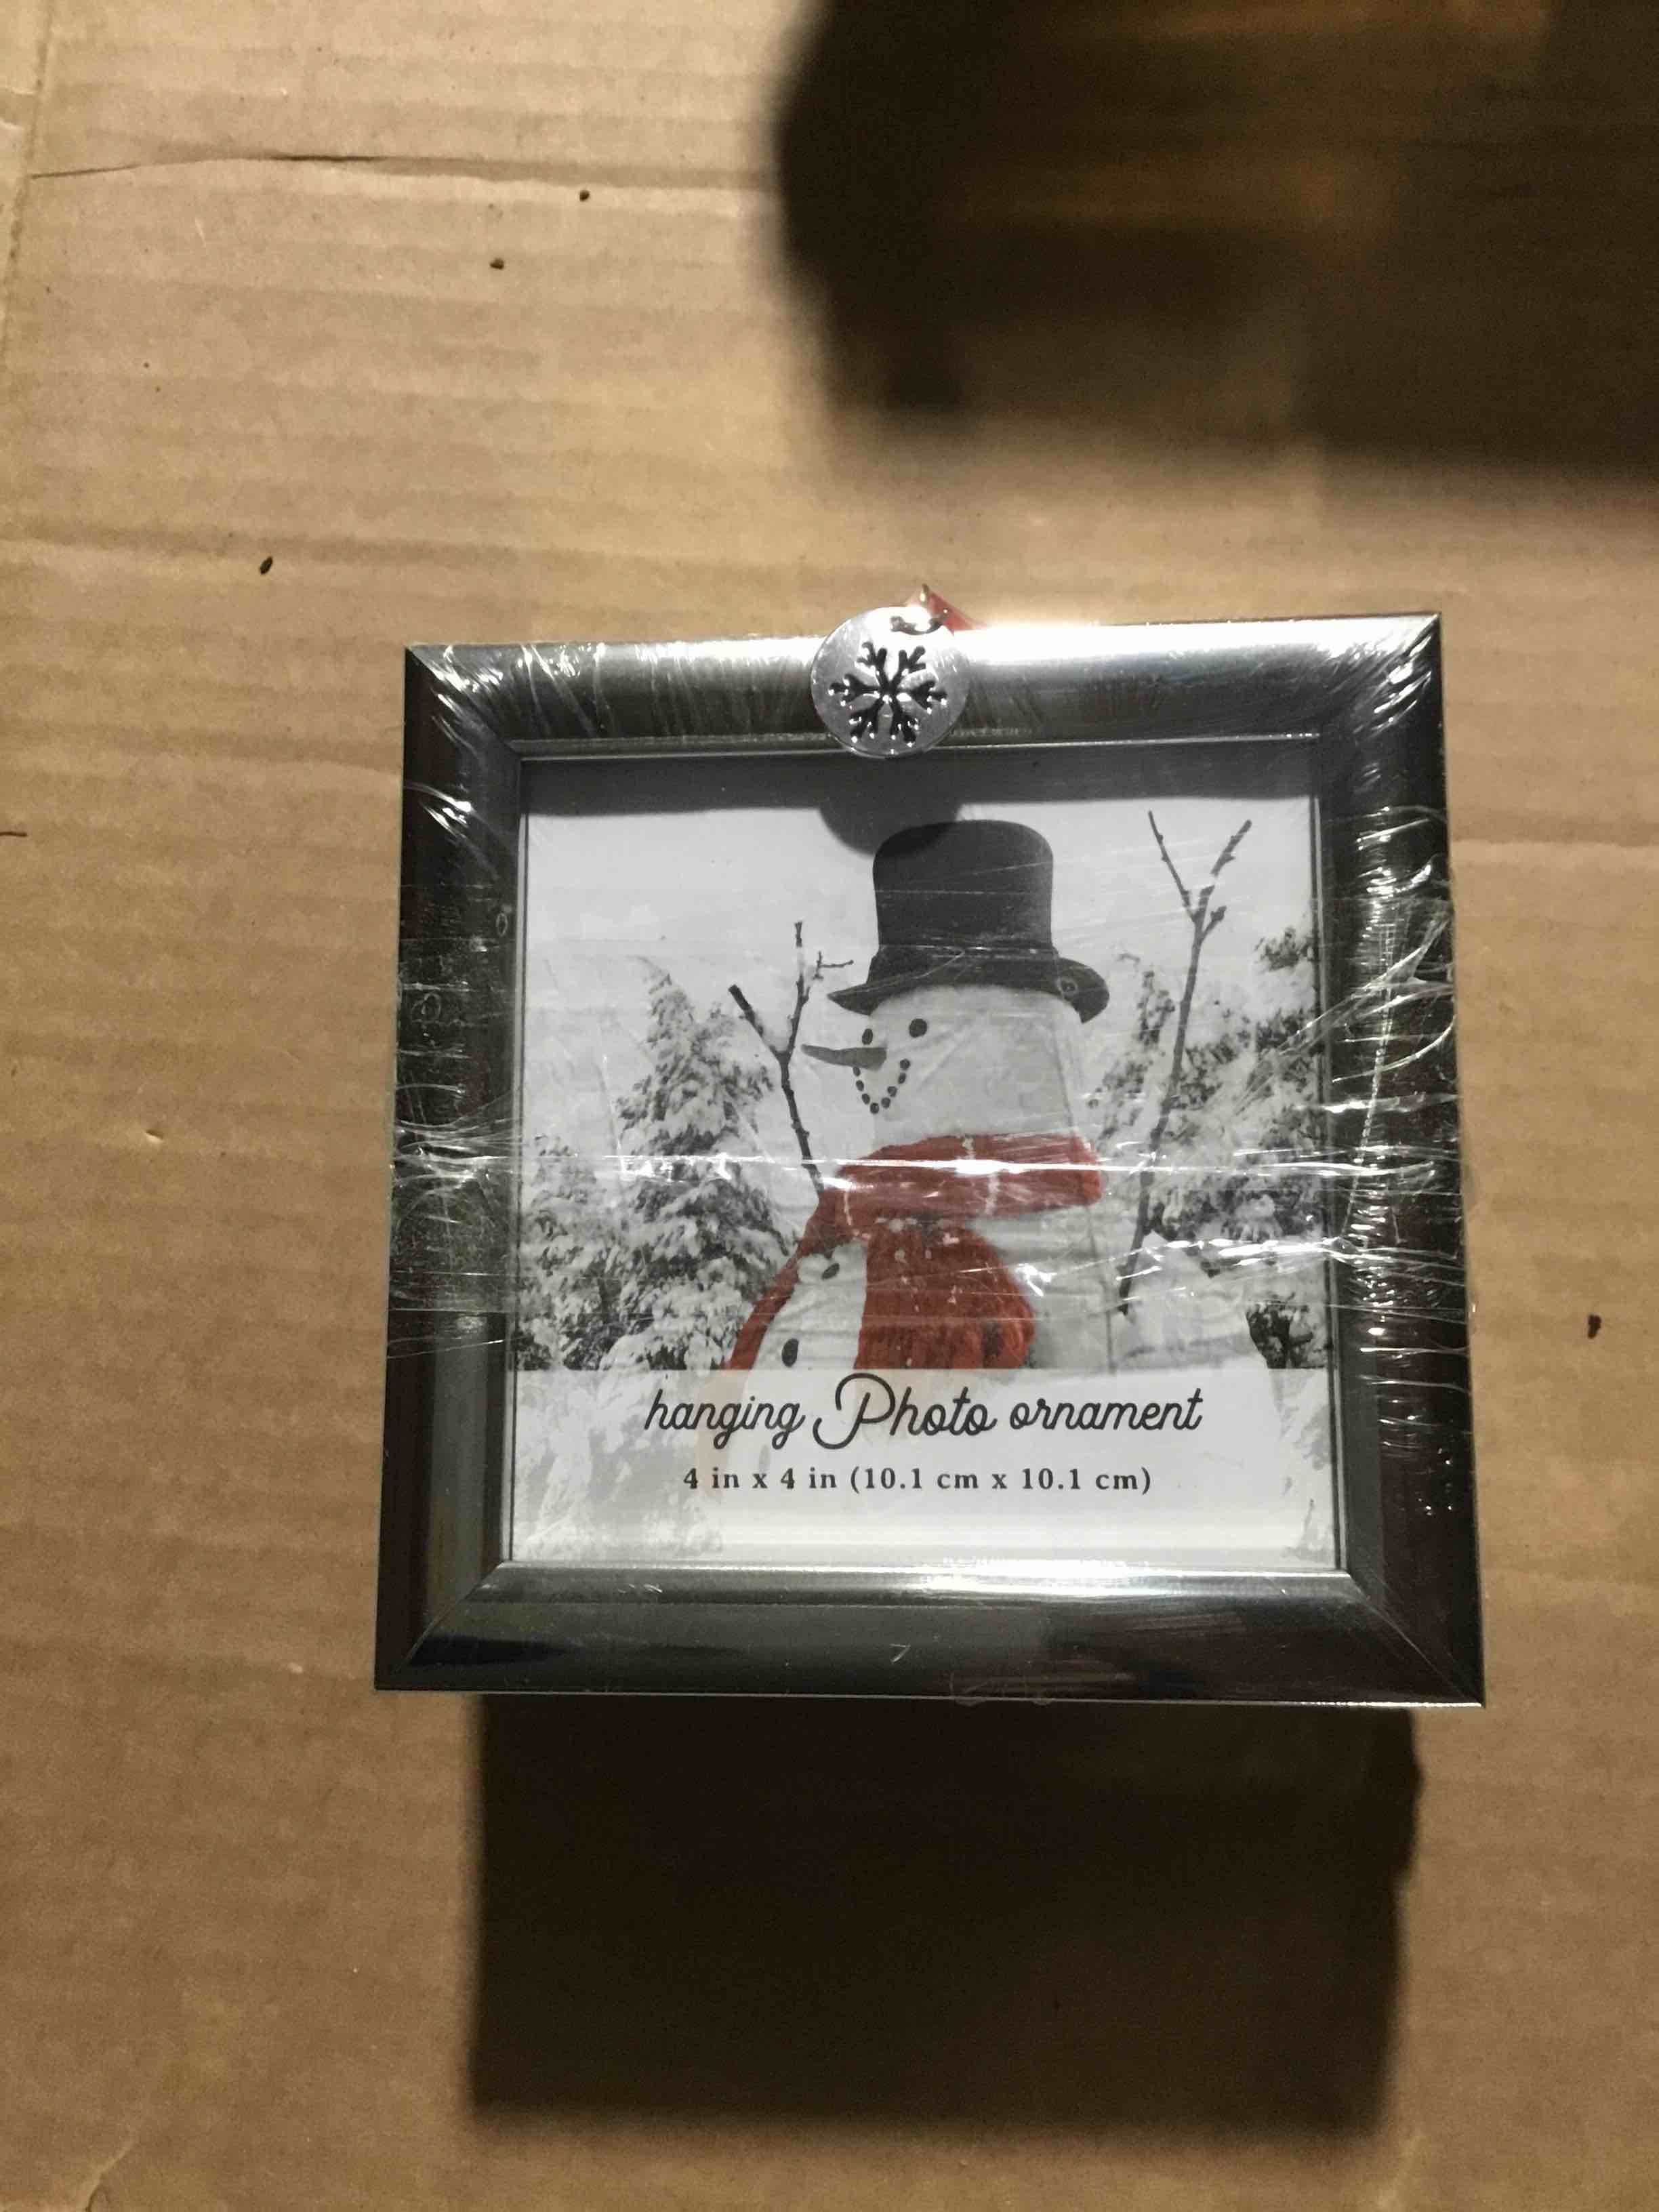 hanging Photo ornament
4 in x 4 in (10.1 cm x 10.1 cm)